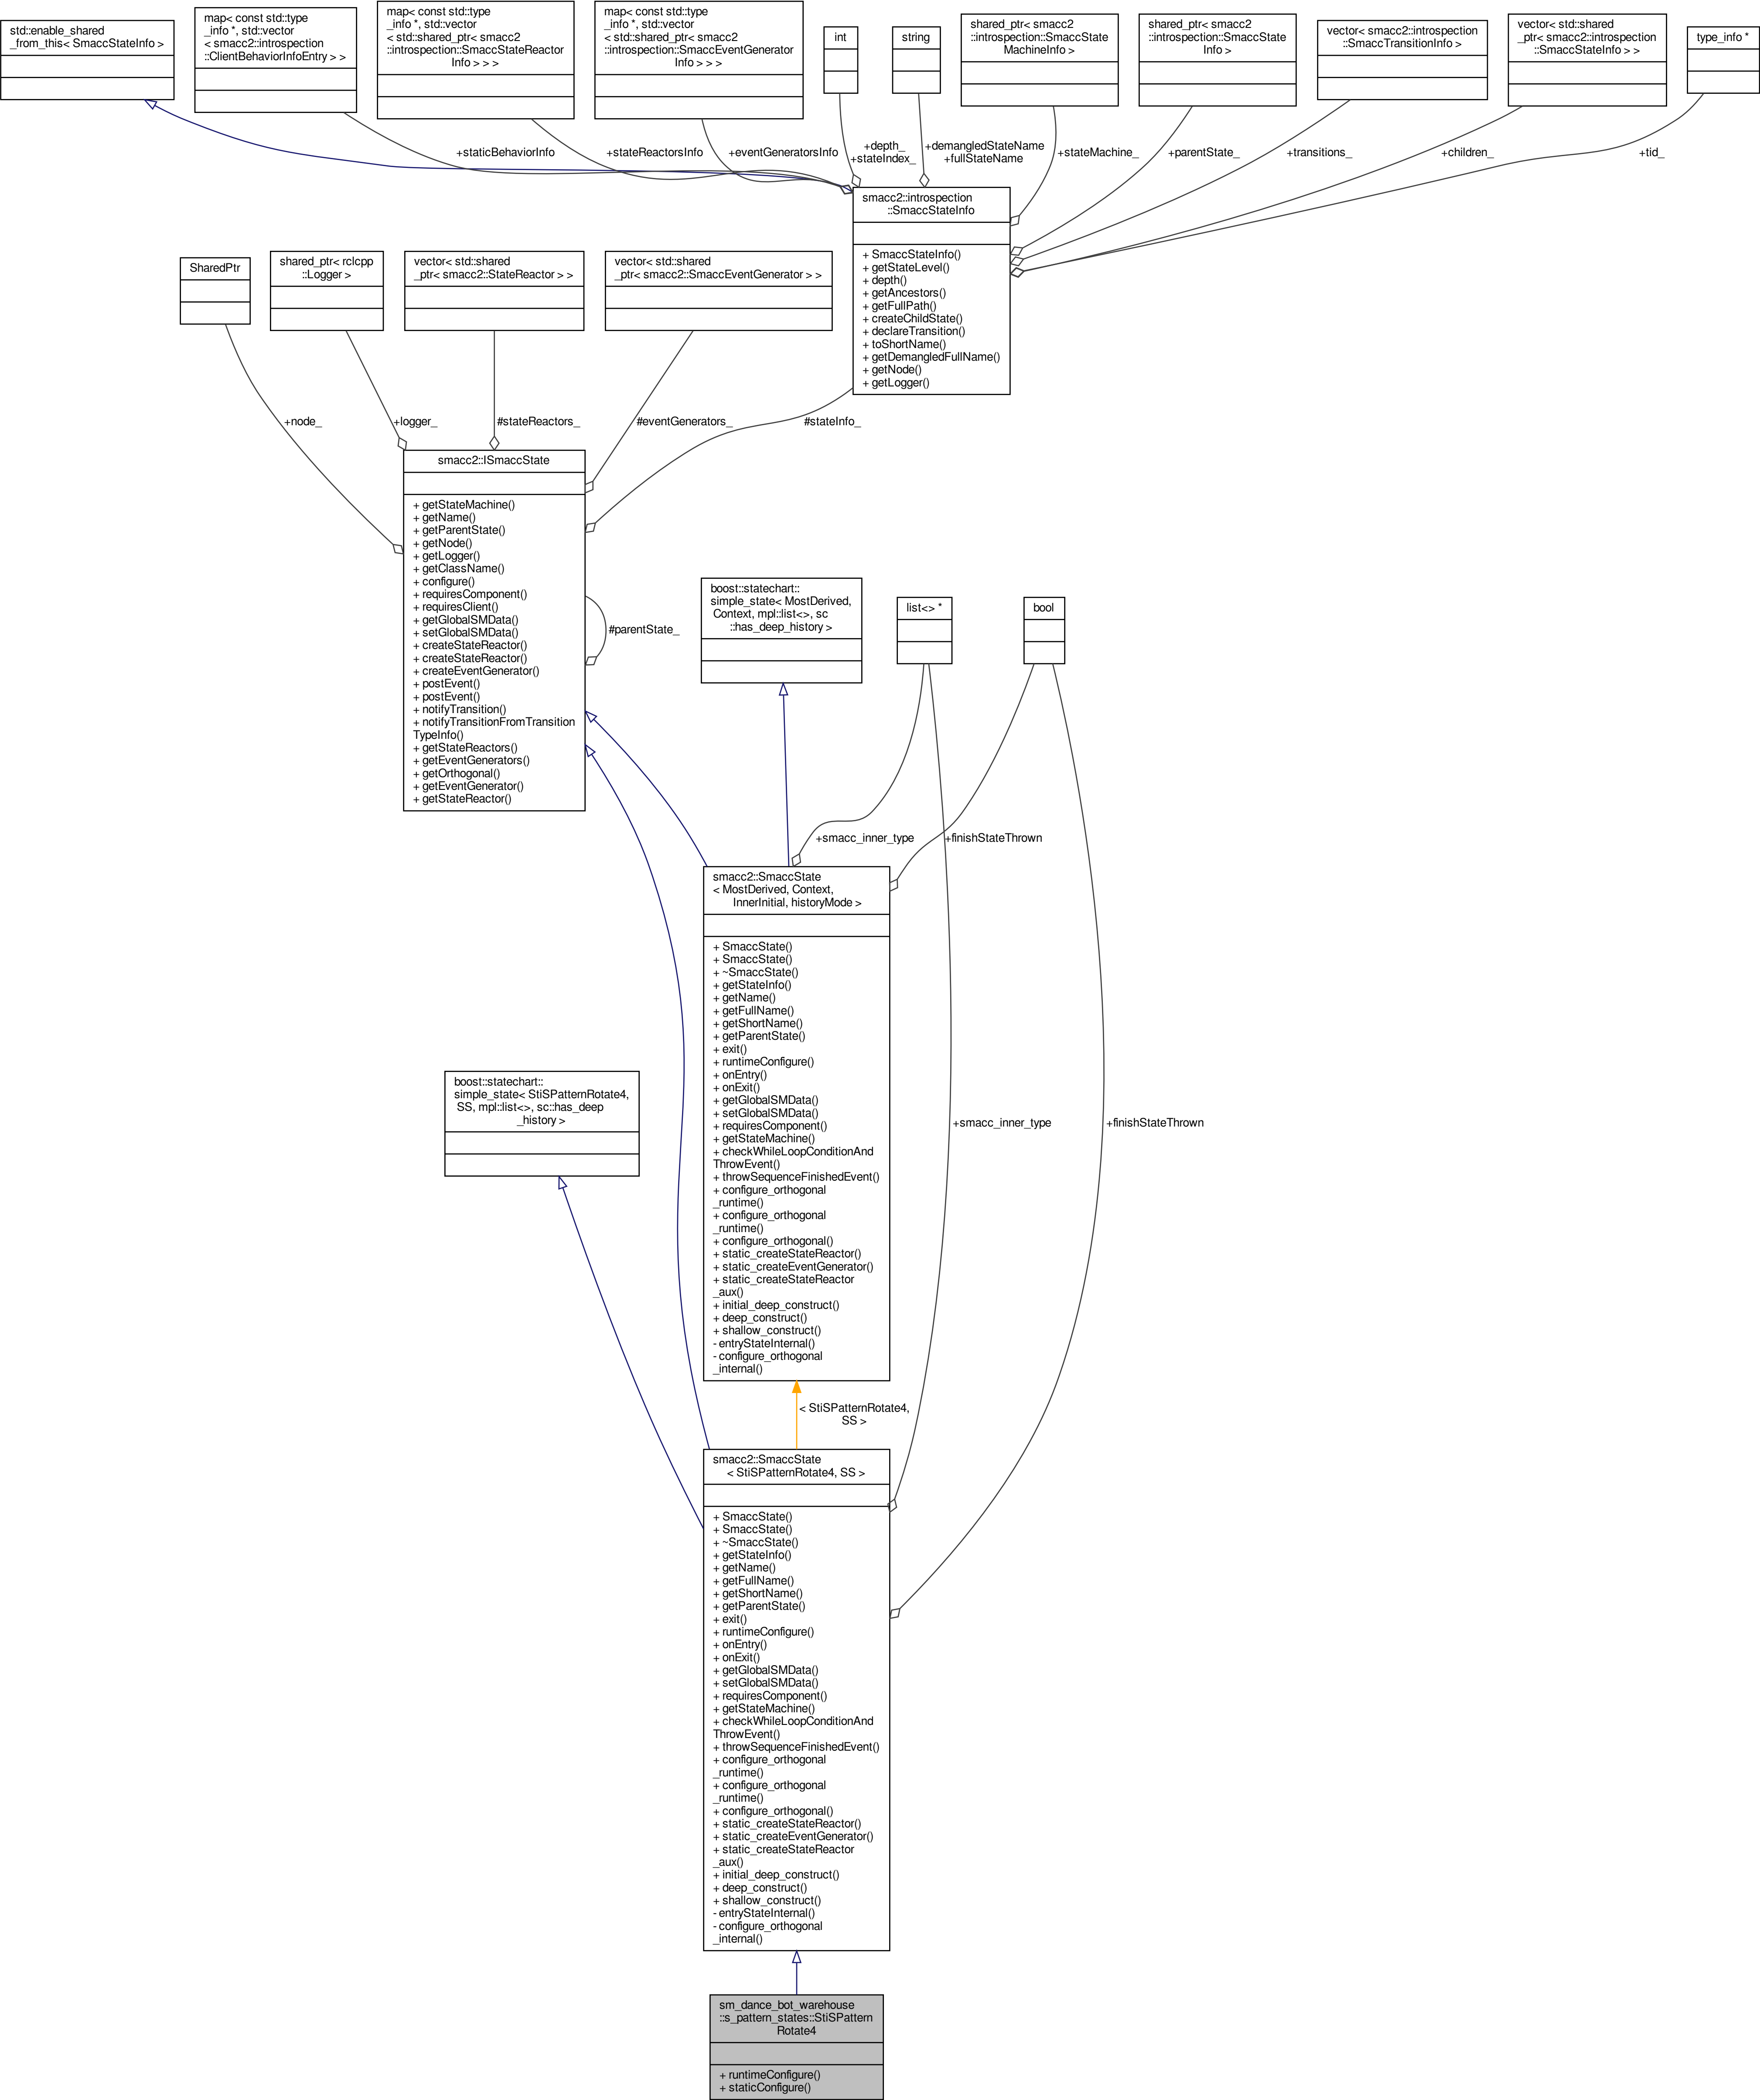 std::enable_shared
_from_this< SmaccStateInfo >
map< const std::type
_info *, std::vector
< smacc2::introspection
::ClientBehaviorInfoEntry > >
map< const std::type
_info *, std::vector
< std::shared_ptr< smacc2
::introspection::SmaccStateReactor
Info > > >
map< const std::type
_info *, std::vector
< std::shared_ptr< smacc2
::introspection::SmaccEventGenerator
Info > > >
int
string
shared_ptr< smacc2
::introspection::SmaccState
MachineInfo >
shared_ptr< smacc2
::introspection::SmaccState
Info >
vector< smacc2::introspection
::SmaccTransitionInfo >
vector< std::shared
_ptr< smacc2::introspection
::SmaccStateInfo > >
type_info *
+staticBehaviorInfo
+stateReactorsInfo
+eventGeneratorsInfo
+depth_
+stateIndex_
+demangledStateName
+fullStateName
+stateMachine_
+parentState_
+transitions_
+children_
+tid_
smacc2::introspection
::SmaccStateInfo
+ SmaccStateInfo()
+ getStateLevel()
+ depth()
+ getAncestors()
+ getFullPath()
+ createChildState()
+ declareTransition()
+ toShortName()
+ getDemangledFullName()
+ getNode()
+ getLogger()
SharedPtr
shared_ptr< rclcpp
::Logger >
vector< std::shared
_ptr< smacc2::StateReactor > >
vector< std::shared
_ptr< smacc2::SmaccEventGenerator > >
+node_
+logger_
#stateReactors_
#eventGenerators_
#stateInfo_
smacc2::ISmaccState
+ getStateMachine()
+ getName()
+ getParentState()
+ getNode()
+ getLogger()
+ getClassName()
+ configure()
+ requiresComponent()
+ requiresClient()
+ getGlobalSMData()
+ setGlobalSMData()
+ createStateReactor()
+ createStateReactor()
+ createEventGenerator()
+ postEvent()
+ postEvent()
+ notifyTransition()
+ notifyTransitionFromTransition
TypeInfo()
+ getStateReactors()
+ getEventGenerators()
+ getOrthogonal()
+ getEventGenerator()
+ getStateReactor()
#parentState_
boost::statechart::
simple_state< MostDerived,
Context, mpl::list<>, sc
::has_deep_history >
list<> *
bool
+smacc_inner_type
+finishStateThrown
smacc2::SmaccState
< MostDerived, Context,
InnerInitial, historyMode >
+ SmaccState()
+ SmaccState()
+ ~SmaccState()
+ getStateInfo()
+ getName()
+ getFullName()
+ getShortName()
+ getParentState()
+ exit()
+ runtimeConfigure()
+ onEntry()
+ onExit()
+ getGlobalSMData()
+ setGlobalSMData()
+ requiresComponent()
+ getStateMachine()
+ checkWhileLoopConditionAnd
ThrowEvent()
+ throwSequenceFinishedEvent()
+ configure_orthogonal
_runtime()
+ configure_orthogonal
_runtime()
+ configure_orthogonal()
+ static_createStateReactor()
+ static_createEventGenerator()
+ static_createStateReactor
_aux()
+ initial_deep_construct()
+ deep_construct()
+ shallow_construct()
- entryStateInternal()
- configure_orthogonal
_internal()
boost::statechart::
simple_state< StiSPatternRotate4,
SS, mpl::list<>, sc::has_deep
_history >
+smacc_inner_type
+finishStateThrown
< StiSPatternRotate4,
SS >
smacc2::SmaccState
< StiSPatternRotate4, SS >
+ SmaccState()
+ SmaccState()
+ ~SmaccState()
+ getStateInfo()
+ getName()
+ getFullName()
+ getShortName()
+ getParentState()
+ exit()
+ runtimeConfigure()
+ onEntry()
+ onExit()
+ getGlobalSMData()
+ setGlobalSMData()
+ requiresComponent()
+ getStateMachine()
+ checkWhileLoopConditionAnd
ThrowEvent()
+ throwSequenceFinishedEvent()
+ configure_orthogonal
_runtime()
+ configure_orthogonal
_runtime()
+ configure_orthogonal()
+ static_createStateReactor()
+ static_createEventGenerator()
+ static_createStateReactor
_aux()
+ initial_deep_construct()
+ deep_construct()
+ shallow_construct()
- entryStateInternal()
- configure_orthogonal
_internal()
sm_dance_bot_warehouse
::s_pattern_states::StiSPattern
Rotate4
+ runtimeConfigure()
+ staticConfigure()